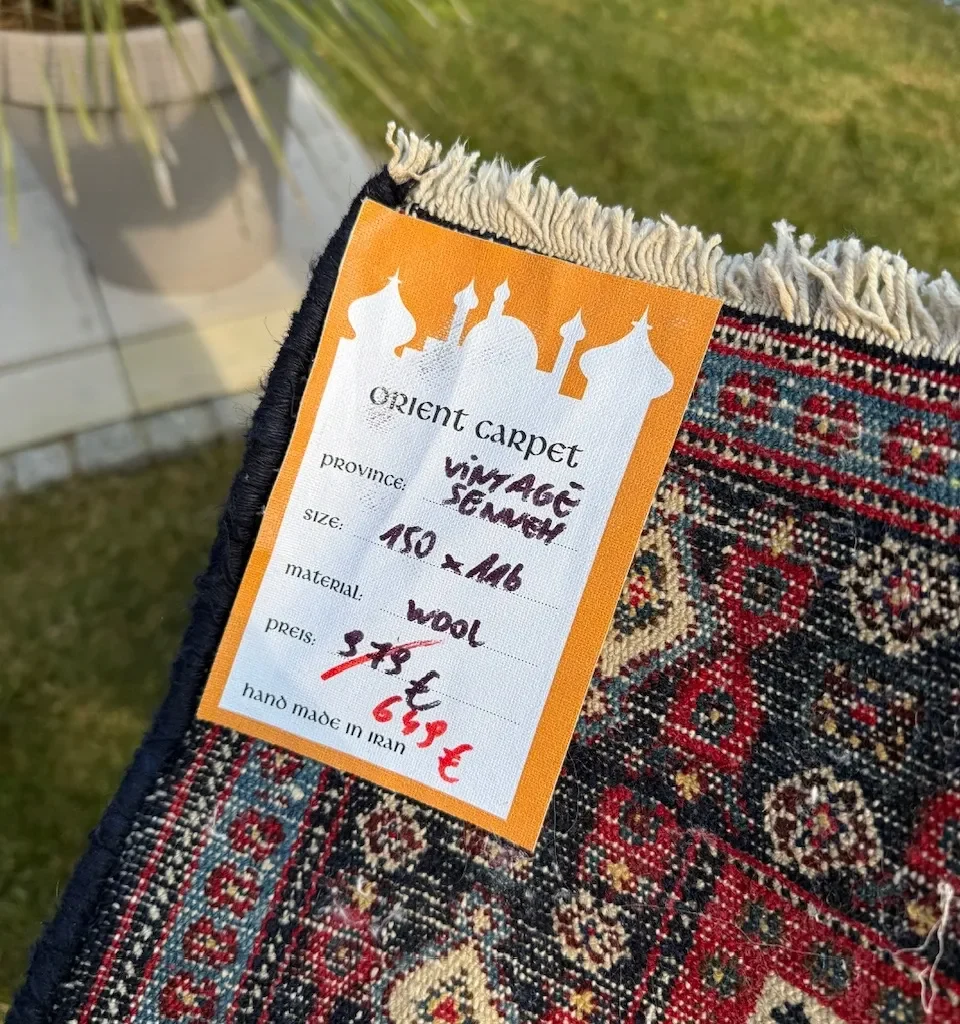 ORIENT CARPET
PROVINCE: VINTAGE
SENNEH
SIZE: 150 x 116
MATERIAL: WOOL
PREIS: 979 €
649 €
HAND MADE IN IRAN